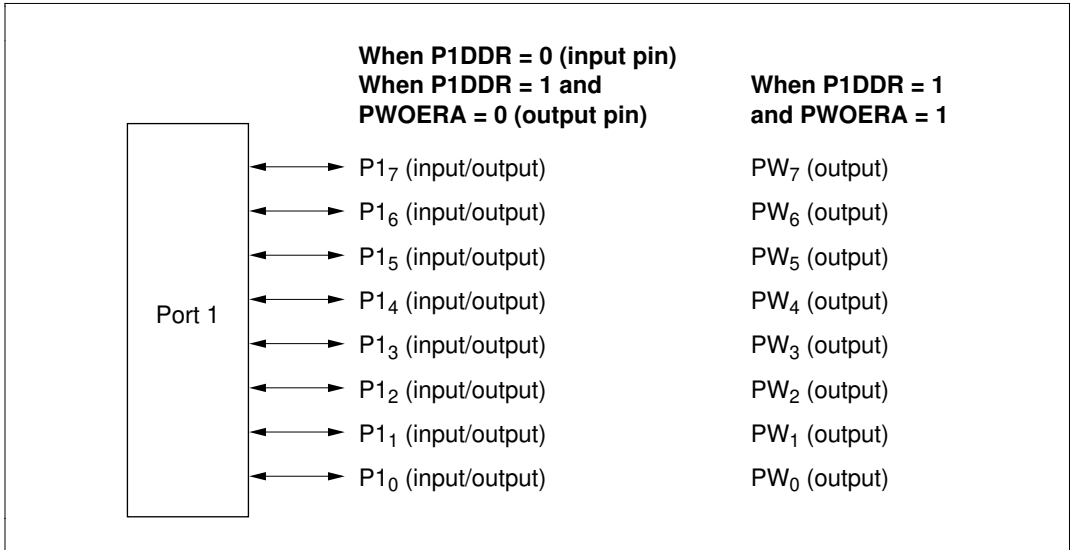 When P1DDR = 0 (input pin)
When P1DDR = 1 and
PWOERA = 0 (output pin)
When P1DDR = 1
and PWOERA = 1
Port 1
P1₇ (input/output) PW₇ (output)
P1₆ (input/output) PW₆ (output)
P1₅ (input/output) PW₅ (output)
P1₄ (input/output) PW₄ (output)
P1₃ (input/output) PW₃ (output)
P1₂ (input/output) PW₂ (output)
P1₁ (input/output) PW₁ (output)
P1₀ (input/output) PW₀ (output)